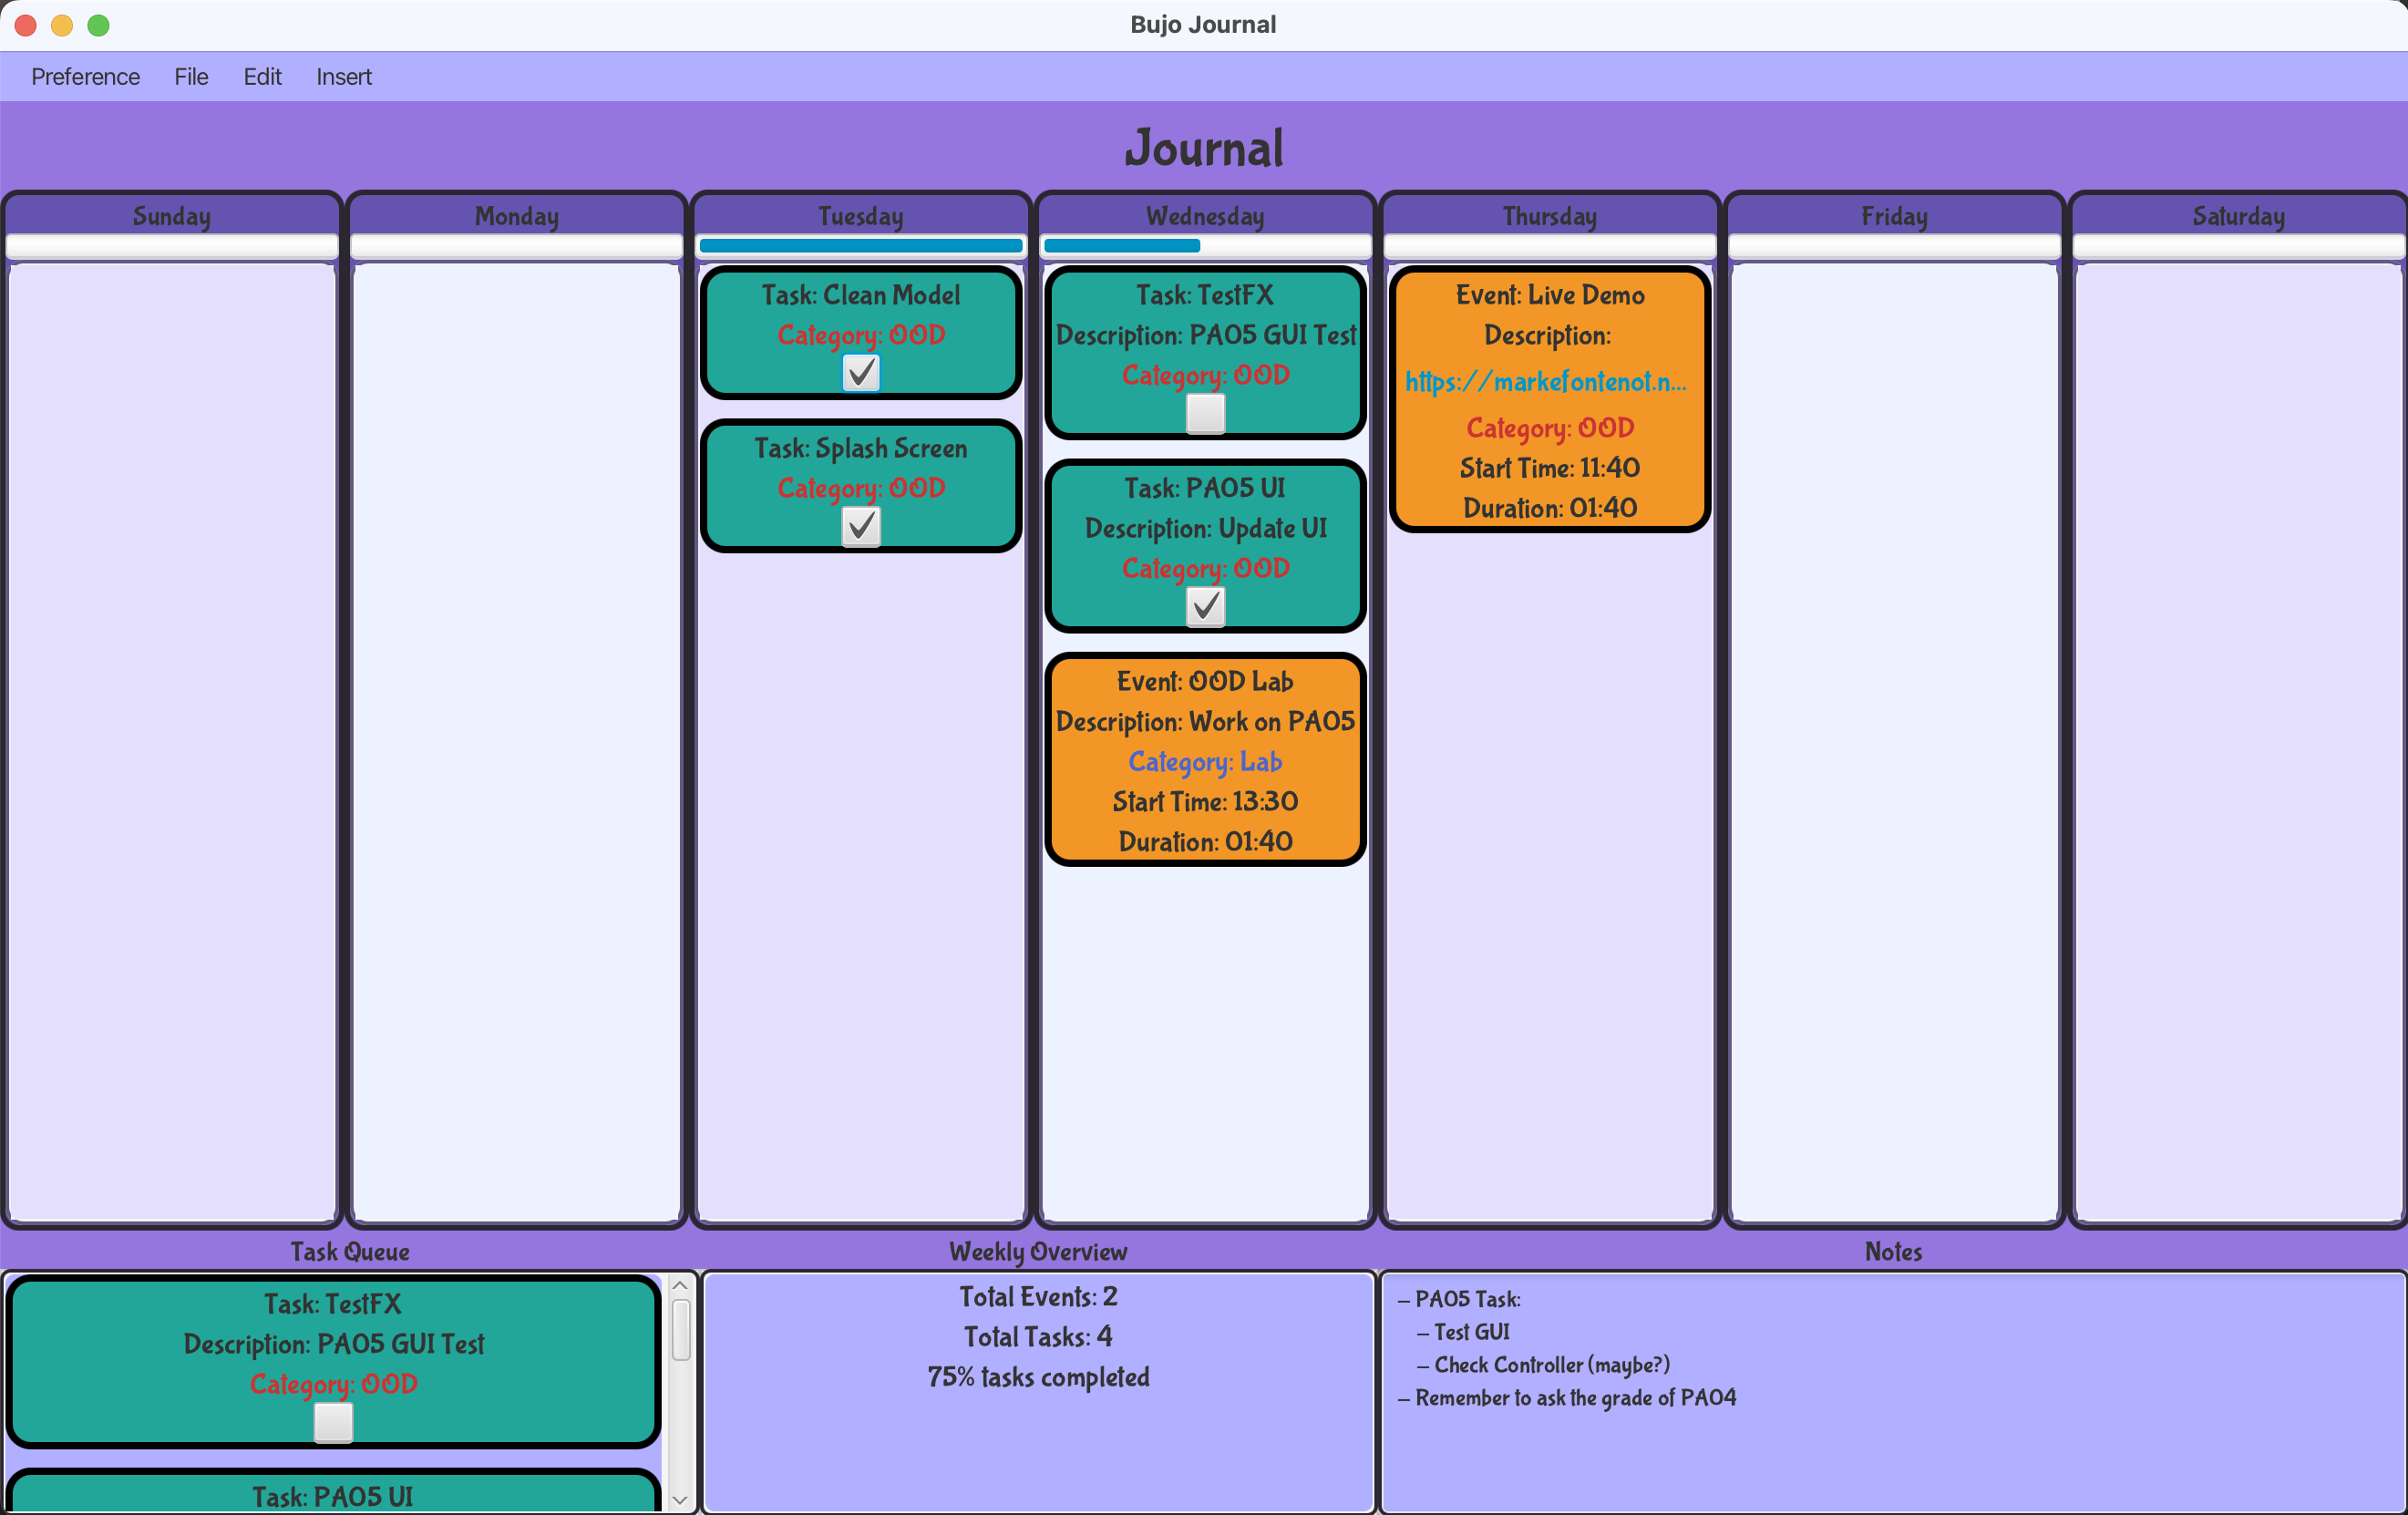 Bujo Journal
Preference File Edit Insert
Journal
Sunday Monday Tuesday Wednesday Thursday Friday Saturday
Task: Clean Model
Category: OOD
Task: Splash Screen
Category: OOD
Task: TestFX
Description: PA05 GUI Test
Category: OOD
Task: PA05 UI
Description: Update UI
Category: OOD
Event: OOD Lab
Description: Work on PA05
Category: Lab
Start Time: 13:30
Duration: 01:40
Event: Live Demo
Description:
https://markefontenot.n...
Category: OOD
Start Time: 11:40
Duration: 01:40
Task Queue
Task: TestFX
Description: PA05 GUI Test
Category: OOD
Task: PA05 UI
Weekly Overview
Total Events: 2
Total Tasks: 4
75% tasks completed
Notes
– PA05 Task:
– Test GUI
– Check Controller (maybe?)
– Remember to ask the grade of PA04